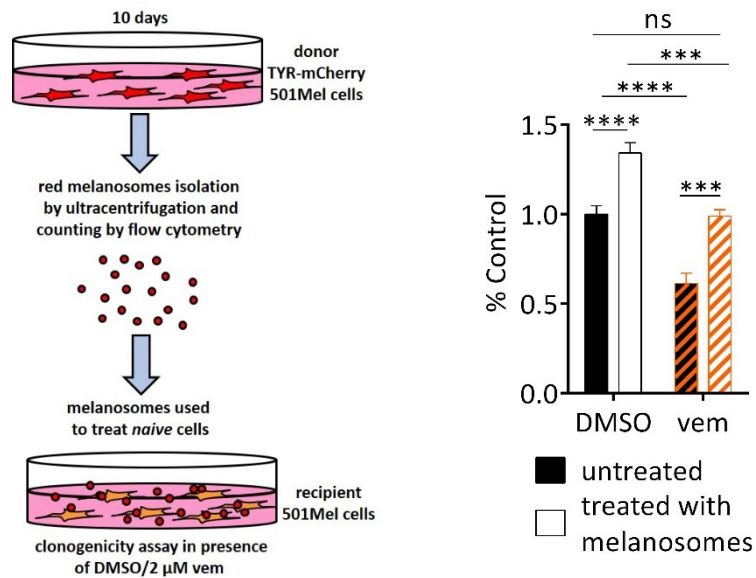 10 days
donor
TYR-mCherry
501Mel cells
red melanosomes isolation
by ultracentrifugation and
counting by flow cytometry
melanosomes used
to treat naive cells
recipient
501Mel cells
clonogenicity assay in presence
of DMSO/2 μM vem
ns
***
****
****
***
% Control
1.5
1.0
0.5
0.0
DMSO
vem
untreated
treated with
melanosomes